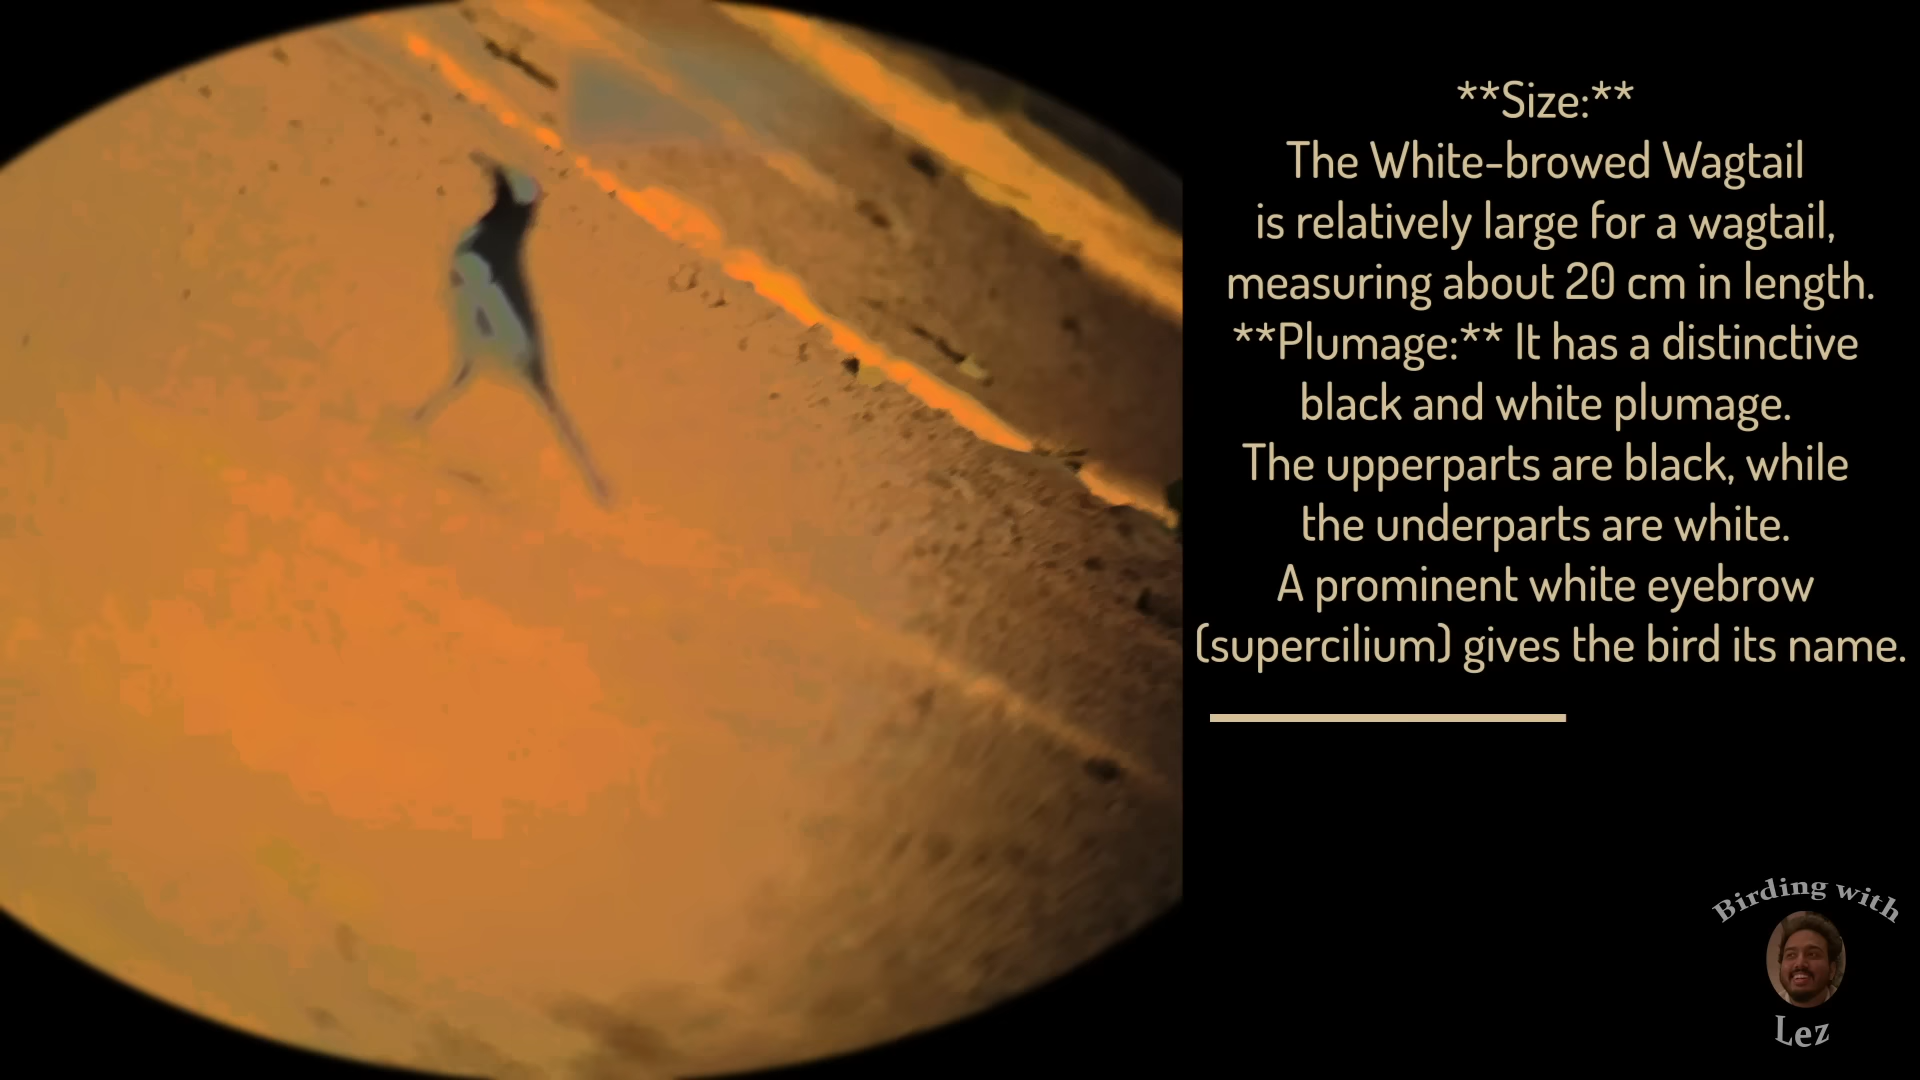 **Size:**
The White-browed Wagtail
is relatively large for a wagtail,
measuring about 20 cm in length.
**Plumage:** It has a distinctive
black and white plumage.
The upperparts are black, while
the underparts are white.
A prominent white eyebrow
(supercilium) gives the bird its name.
Birding with
Lez